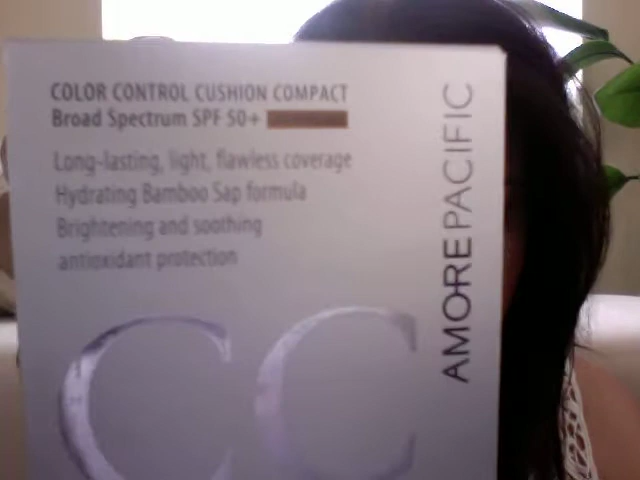 COLOR CONTROL CUSHION COMPACT
Broad Spectrum SPF 50+
Long-lasting, light, flawless coverage
Hydrating Bamboo Sap formula
Brightening and soothing
antioxidant protection
AMOREPACIFIC
CC